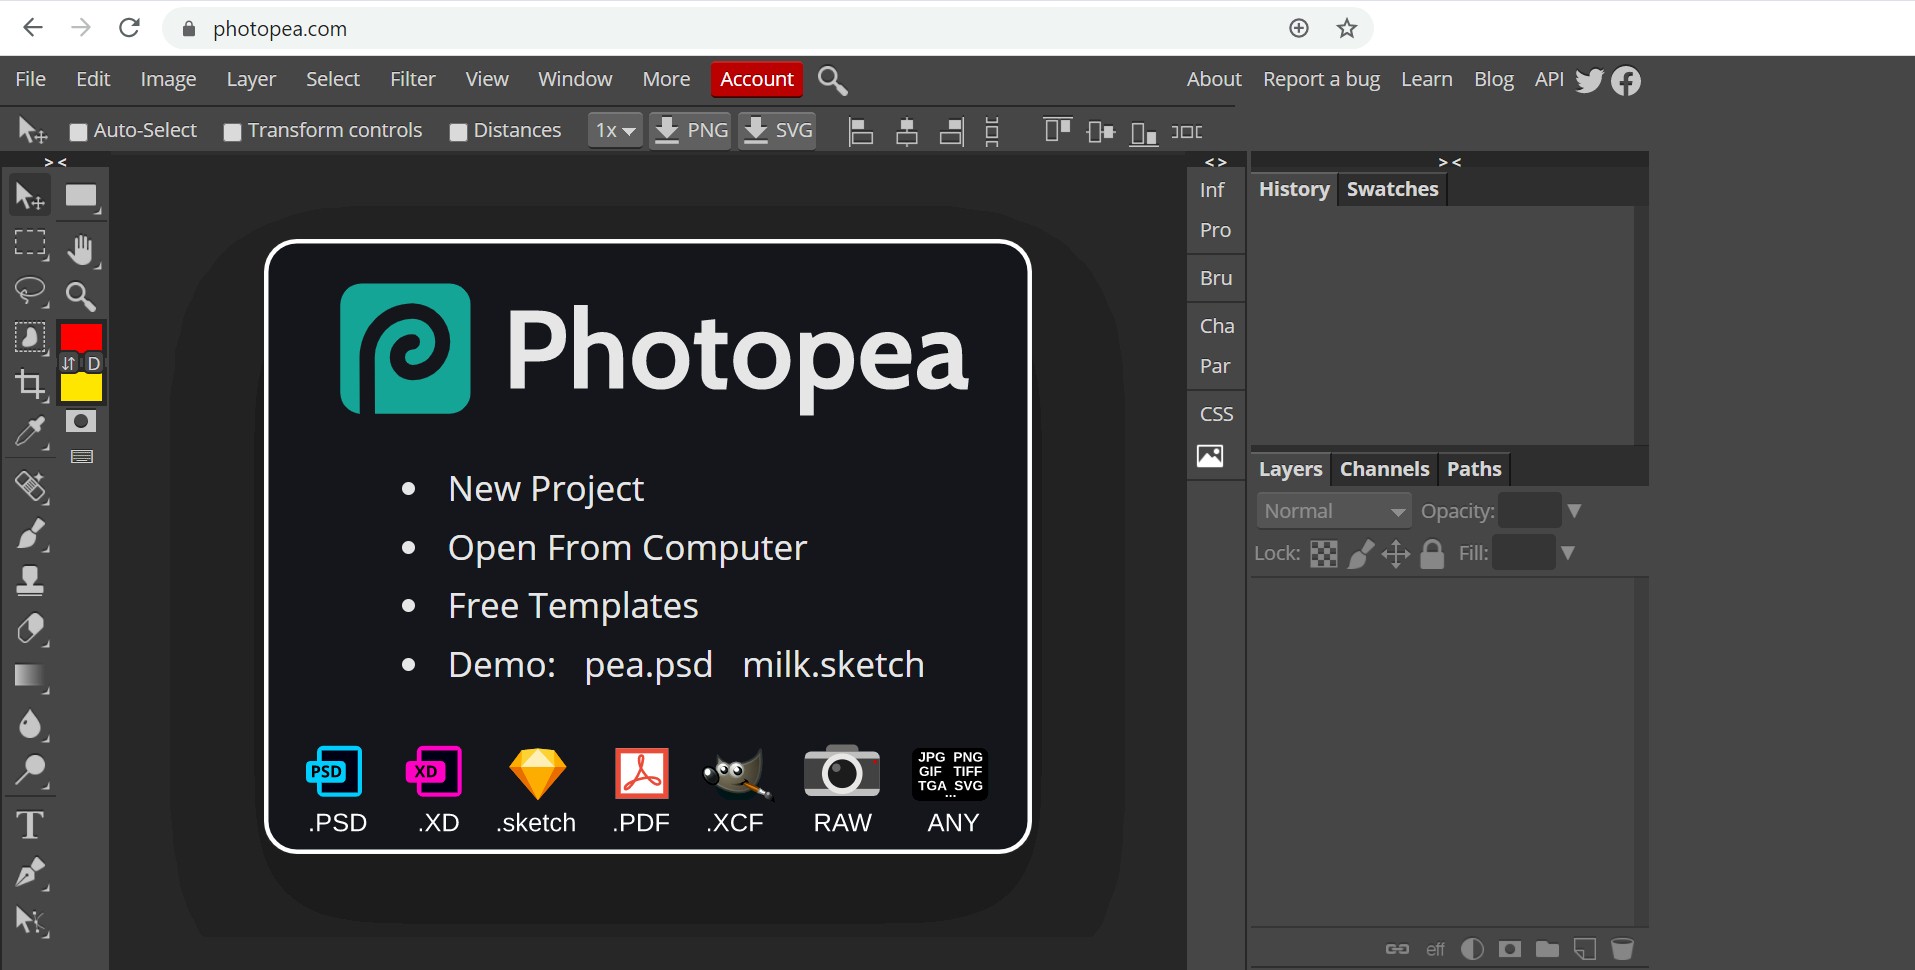 photopea.com
File Edit Image Layer Select Filter View Window More Account About Report a bug Learn Blog API
Auto-Select Transform controls Distances 1x PNG SVG
> < < > > <
Inf
Pro
Bru
Cha
Par
CSS
History Swatches
D
Photopea
New Project
Open From Computer
Free Templates
Demo: pea.psd milk.sketch
PSD XD JPG PNG
GIF TIFF
TGA SVG
...
.PSD .XD .sketch .PDF .XCF RAW ANY
T
Layers Channels Paths
Normal Opacity:
Lock: Fill:
eff